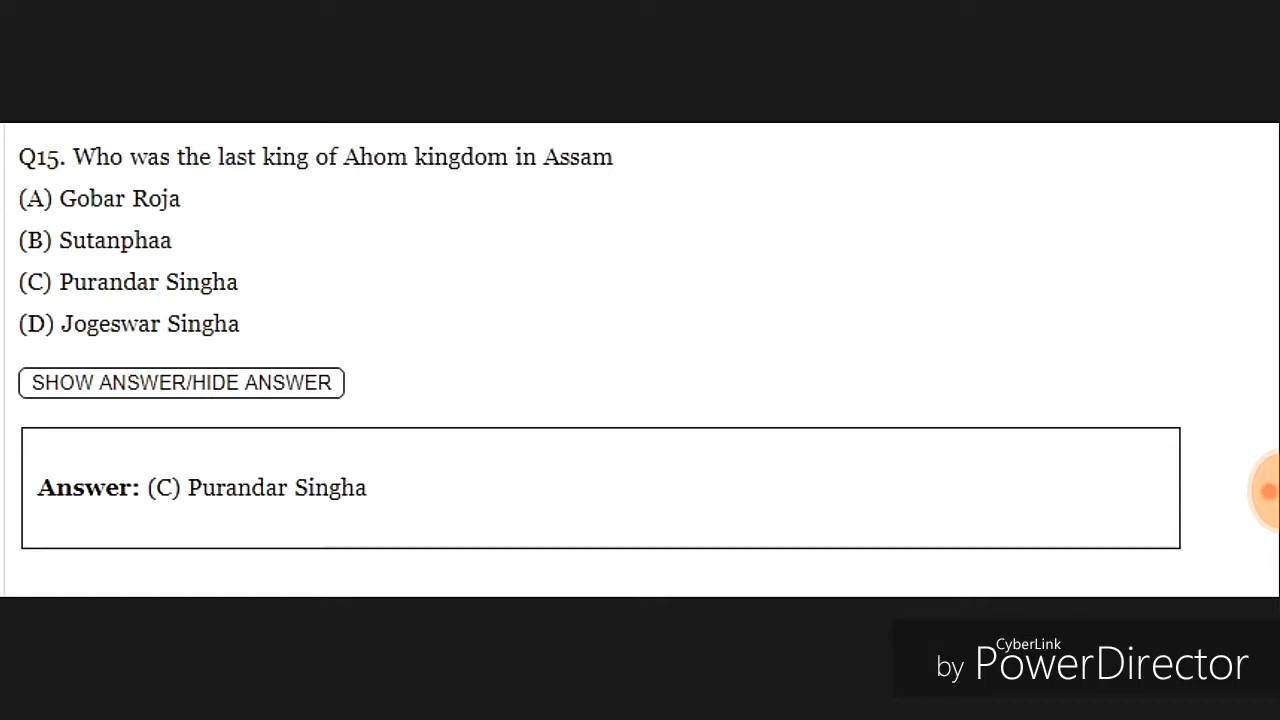 Q15. Who was the last king of Ahom kingdom in Assam
(A) Gobar Roja
(B) Sutanphaa
(C) Purandar Singha
(D) Jogeswar Singha
SHOW ANSWER/HIDE ANSWER
Answer: (C) Purandar Singha
CyberLink
by PowerDirector